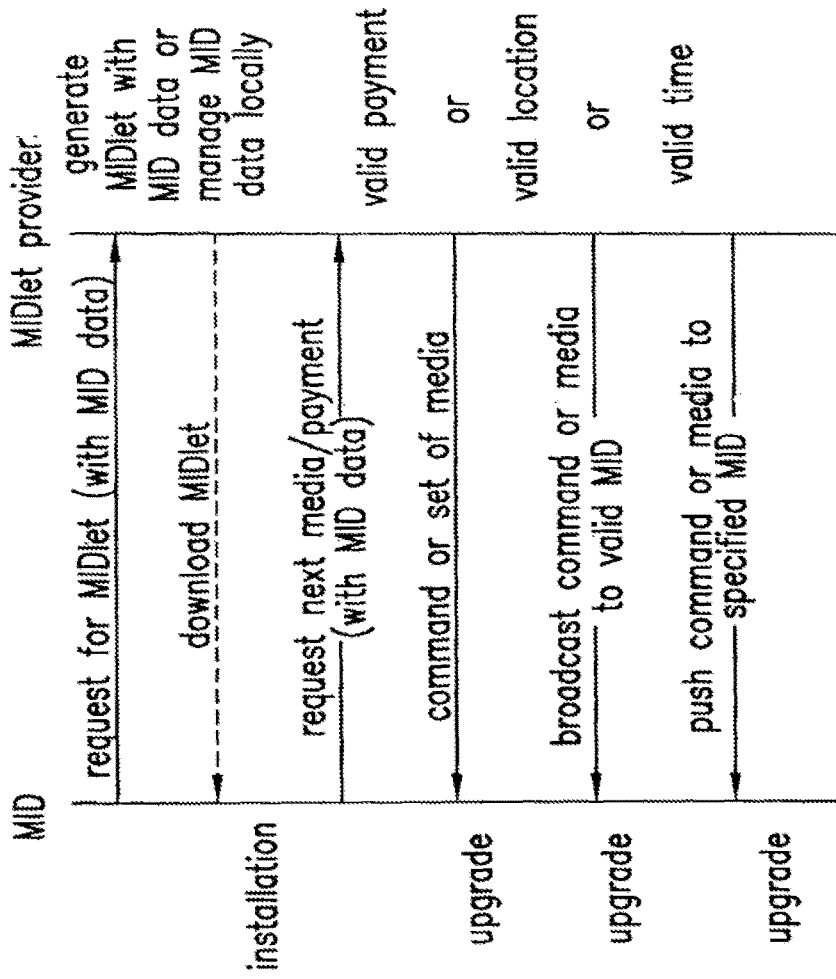 MID
MIDlet provider:
request for MIDlet (with MID data)
generate
MIDlet with
MID data or
manage MID
data locally
download MIDlet
installation
request next media/payment
(with MID data)
valid payment
command or set of media
or
upgrade
valid location
broadcast command or media
to valid MID
or
upgrade
valid time
push command or media to
specified MID
upgrade